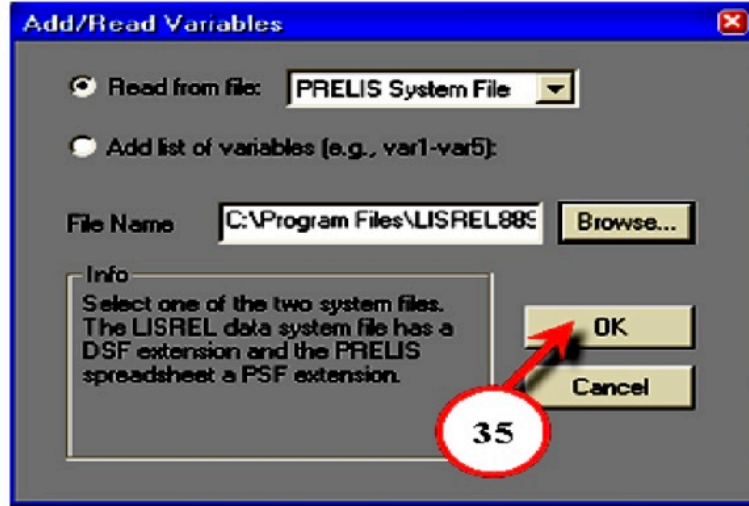 Add/Read Variables
Read from file: PRELIS System File
Add list of variables (e.g., var1-var5):
File Name C:\Program Files\LISREL88S Browse...
Info
Select one of the two system files.
The LISREL data system file has a
DSF extension and the PRELIS
spreadsheet a PSF extension.
OK
Cancel
35